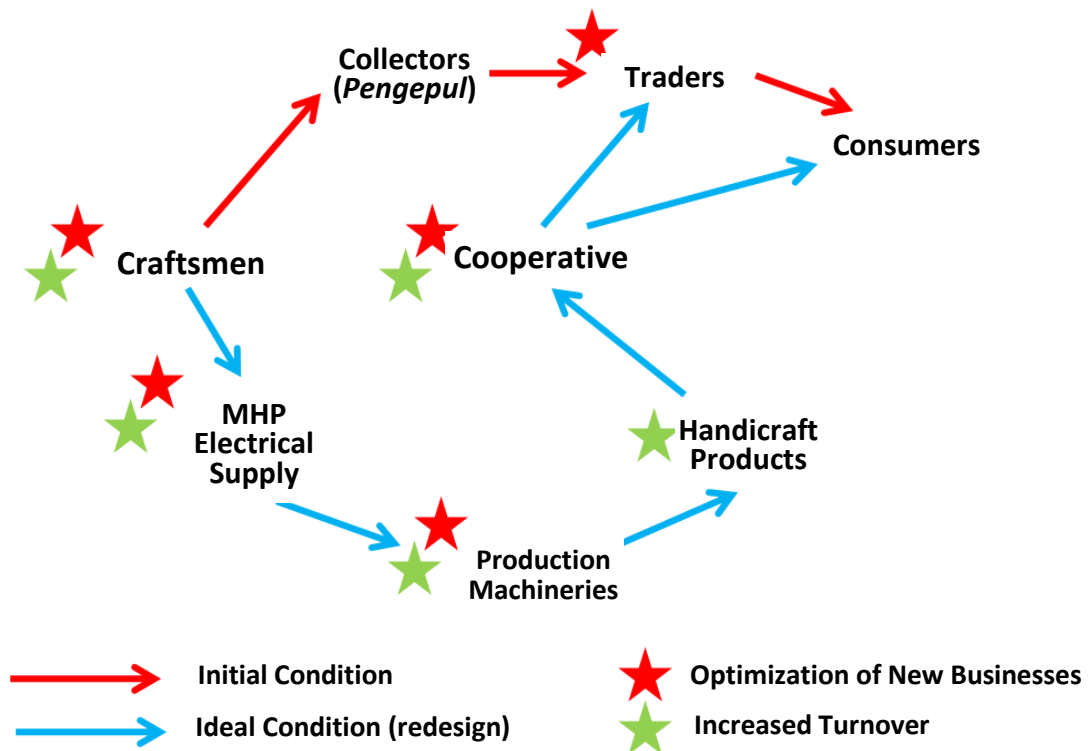 Collectors
(Pengepul)
Traders
Consumers
Craftsmen
Cooperative
MHP
Electrical
Supply
Handicraft
Products
Production
Machineries
Initial Condition
Optimization of New Businesses
Ideal Condition (redesign)
Increased Turnover